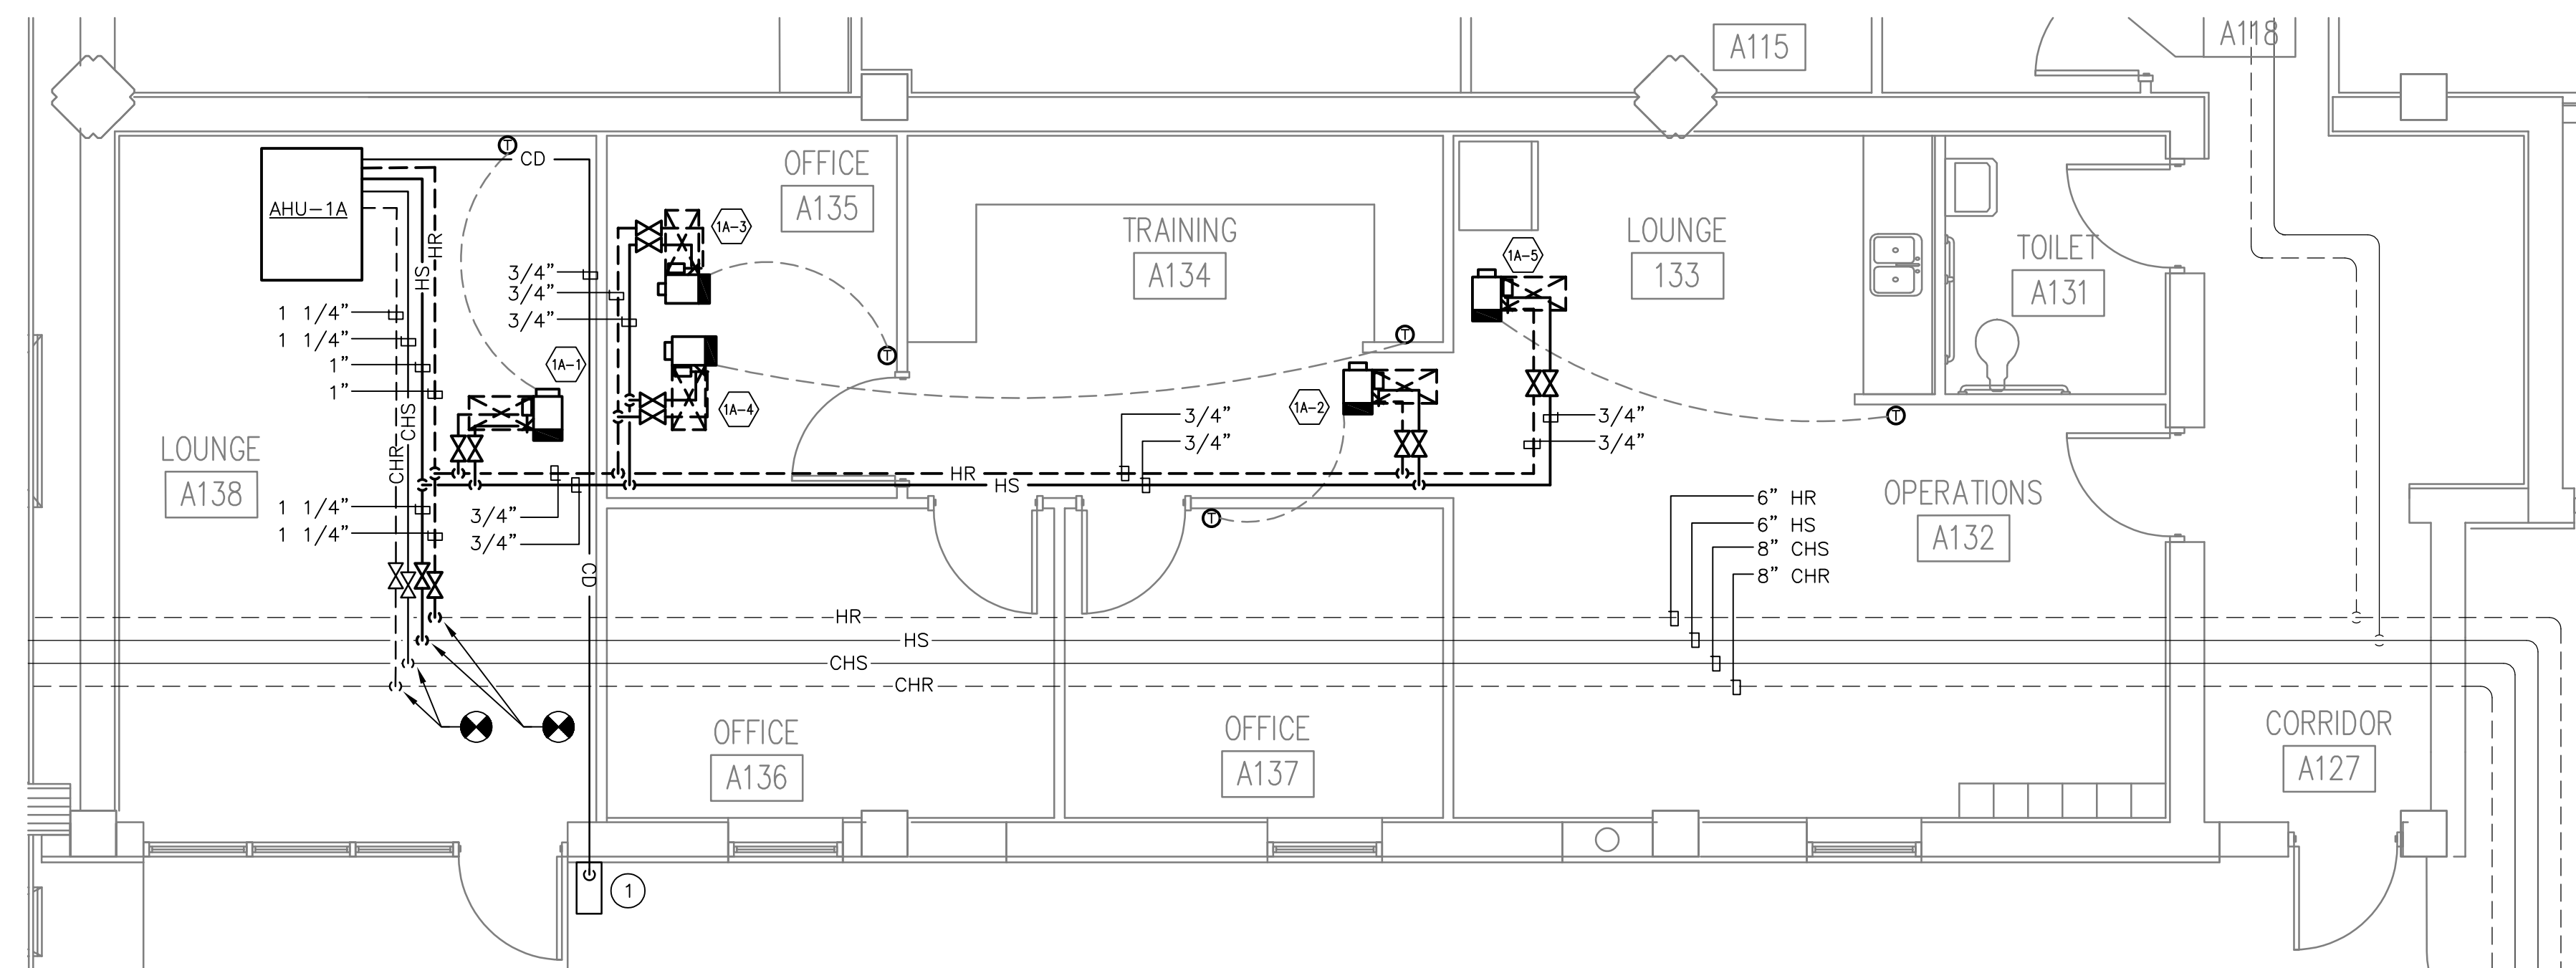 A115
A118
T
CD
OFFICE
A135
AHU-1A
1A-3
TRAINING
A134
LOUNGE
133
1A-5
TOILET
A131
HR
HS
3/4"
3/4"
3/4"
1 1/4"
1 1/4"
1"
1"
T
T
1A-1
1A-4
1A-2
CHS
CHR
3/4"
3/4"
3/4"
3/4"
T
LOUNGE
A138
HR
HS
1 1/4"
1 1/4"
3/4"
3/4"
T
OPERATIONS
A132
6" HR
6" HS
8" CHS
8" CHR
CD
HR
HS
CHS
CHR
OFFICE
A136
OFFICE
A137
CORRIDOR
A127
1